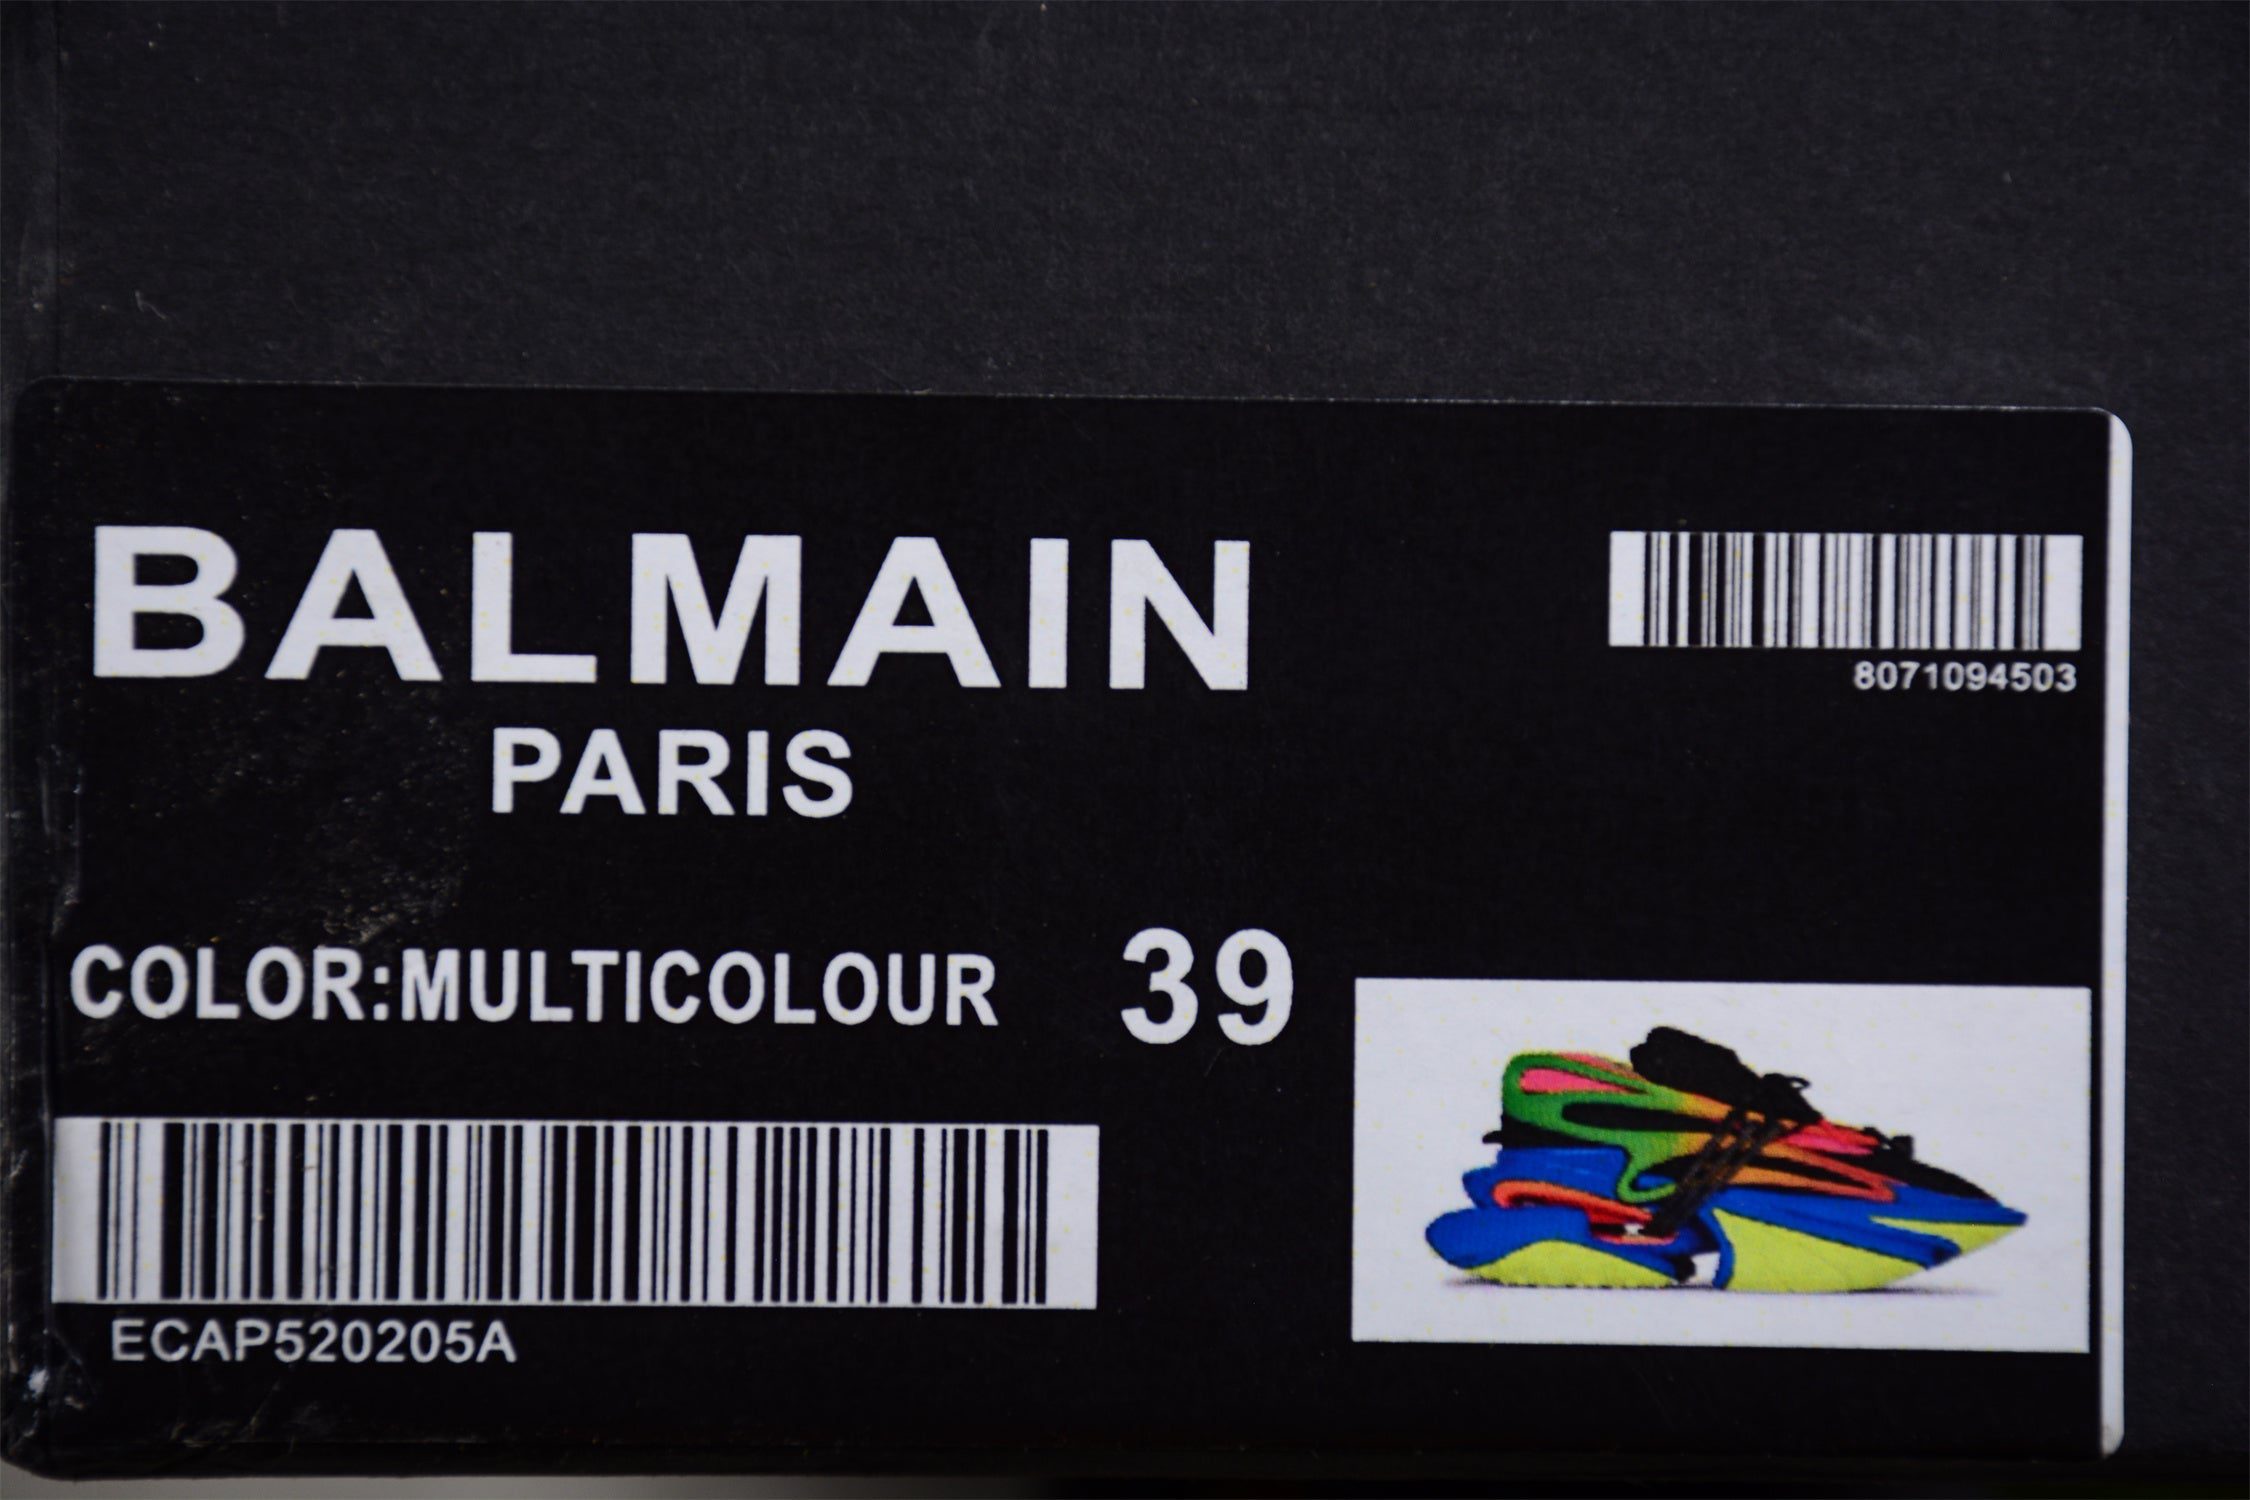 BALMAIN
PARIS
8071094503
COLOR:MULTICOLOUR 39
ECAP520205A